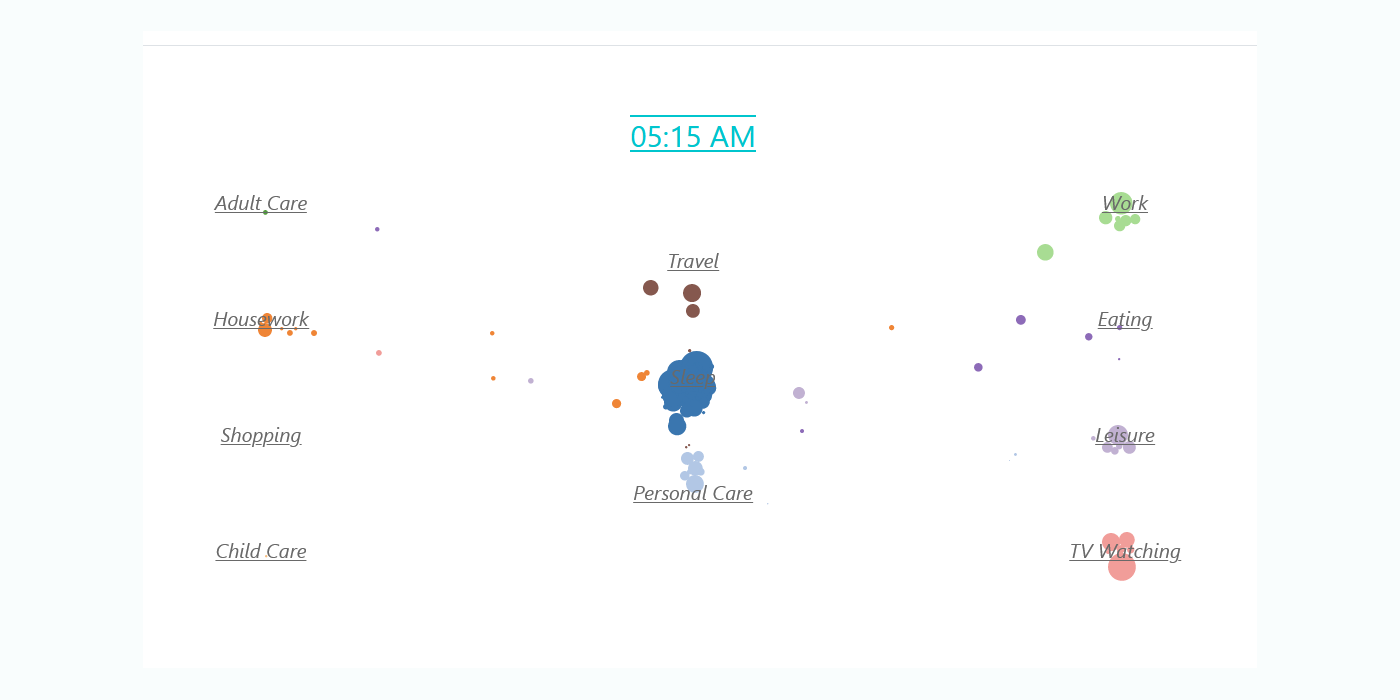 05:15 AM
Adult Care
Work
Travel
Housework
Eating
Sleep
Shopping
Leisure
Personal Care
Child Care
TV Watching